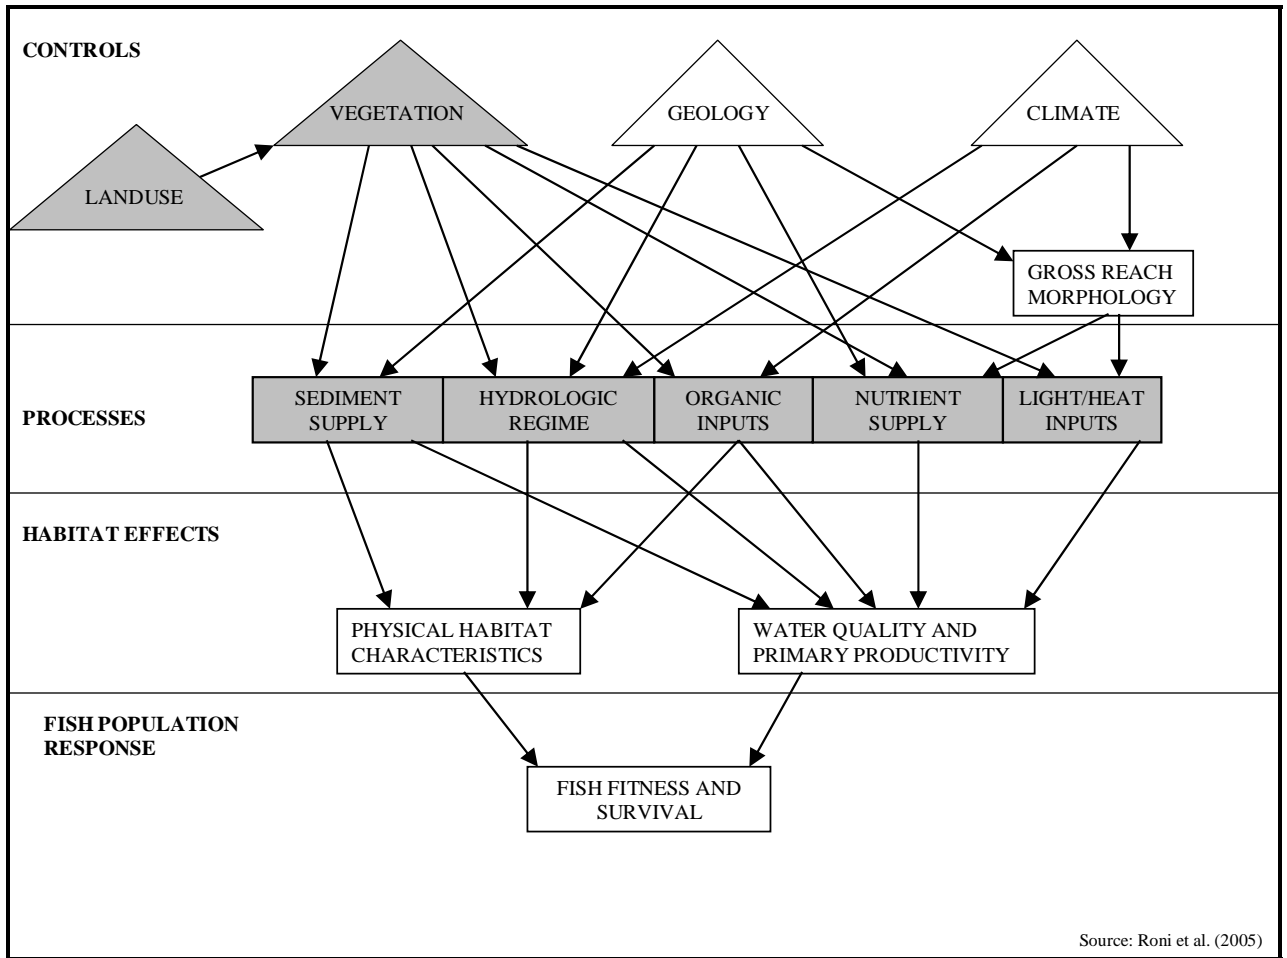 CONTROLS
VEGETATION
GEOLOGY
CLIMATE
LANDUSE
GROSS REACH
MORPHOLOGY
PROCESSES
SEDIMENT
SUPPLY
HYDROLOGIC
REGIME
ORGANIC
INPUTS
NUTRIENT
SUPPLY
LIGHT/HEAT
INPUTS
HABITAT EFFECTS
PHYSICAL HABITAT
CHARACTERISTICS
WATER QUALITY AND
PRIMARY PRODUCTIVITY
FISH POPULATION
RESPONSE
FISH FITNESS AND
SURVIVAL
Source: Roni et al. (2005)